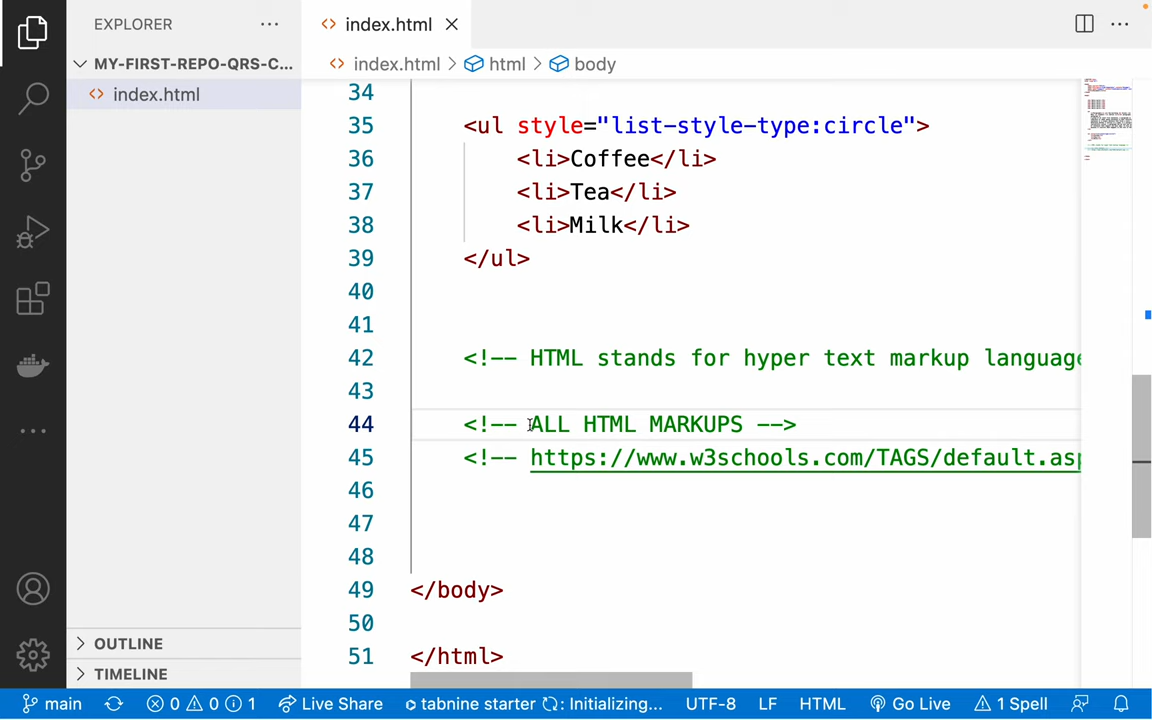 EXPLORER
index.html
MY-FIRST-REPO-QRS-C...
index.html > html > body
index.html
34
35 <ul style="list-style-type:circle">
36 <li>Coffee</li>
37 <li>Tea</li>
38 <li>Milk</li>
39 </ul>
40
41
42 <!-- HTML stands for hyper text markup language
43
44 <!-- ALL HTML MARKUPS -->
45 <!-- https://www.w3schools.com/TAGS/default.asp
46
47
48
49 </body>
50
51 </html>
OUTLINE
TIMELINE
main 0 0 1 Live Share tabnine starter : Initializing... UTF-8 LF HTML Go Live 1 Spell